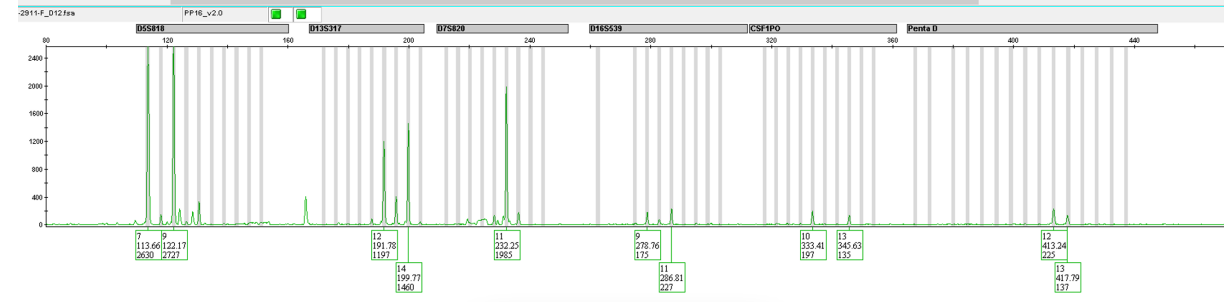 -2911-F_D12.fsa PP16_v2.0
D5S818 D13S317 D7S820 D16S539 CSF1PO Penta D
80 120 160 200 240 280 320 360 400 440
2400
2000
1600
1200
800
400
0
7 9 12 11 9 10 13 12
113.66 122.17 191.78 232.25 278.76 333.41 345.63 413.24
2630 2727 1197 1985 175 197 135 225
14 11 13
199.77 286.81 417.79
1460 227 137